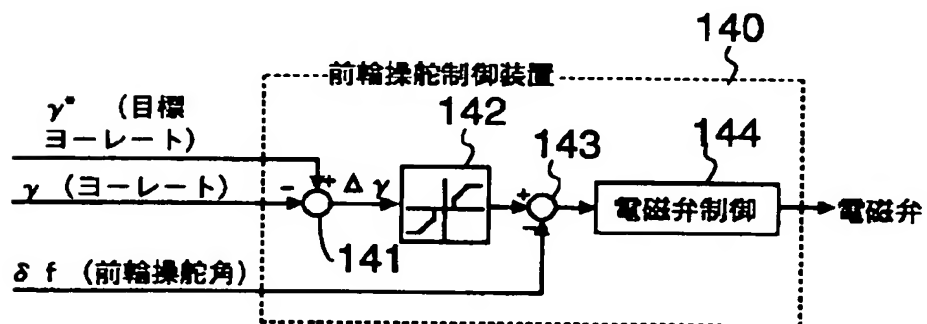 140
前輪操舵制御装置
γ* (目標
ヨーレート)
142
143
144
γ (ヨーレート)
- + Δγ
+
-
電磁弁制御
電磁弁
141
δf (前輪操舵角)